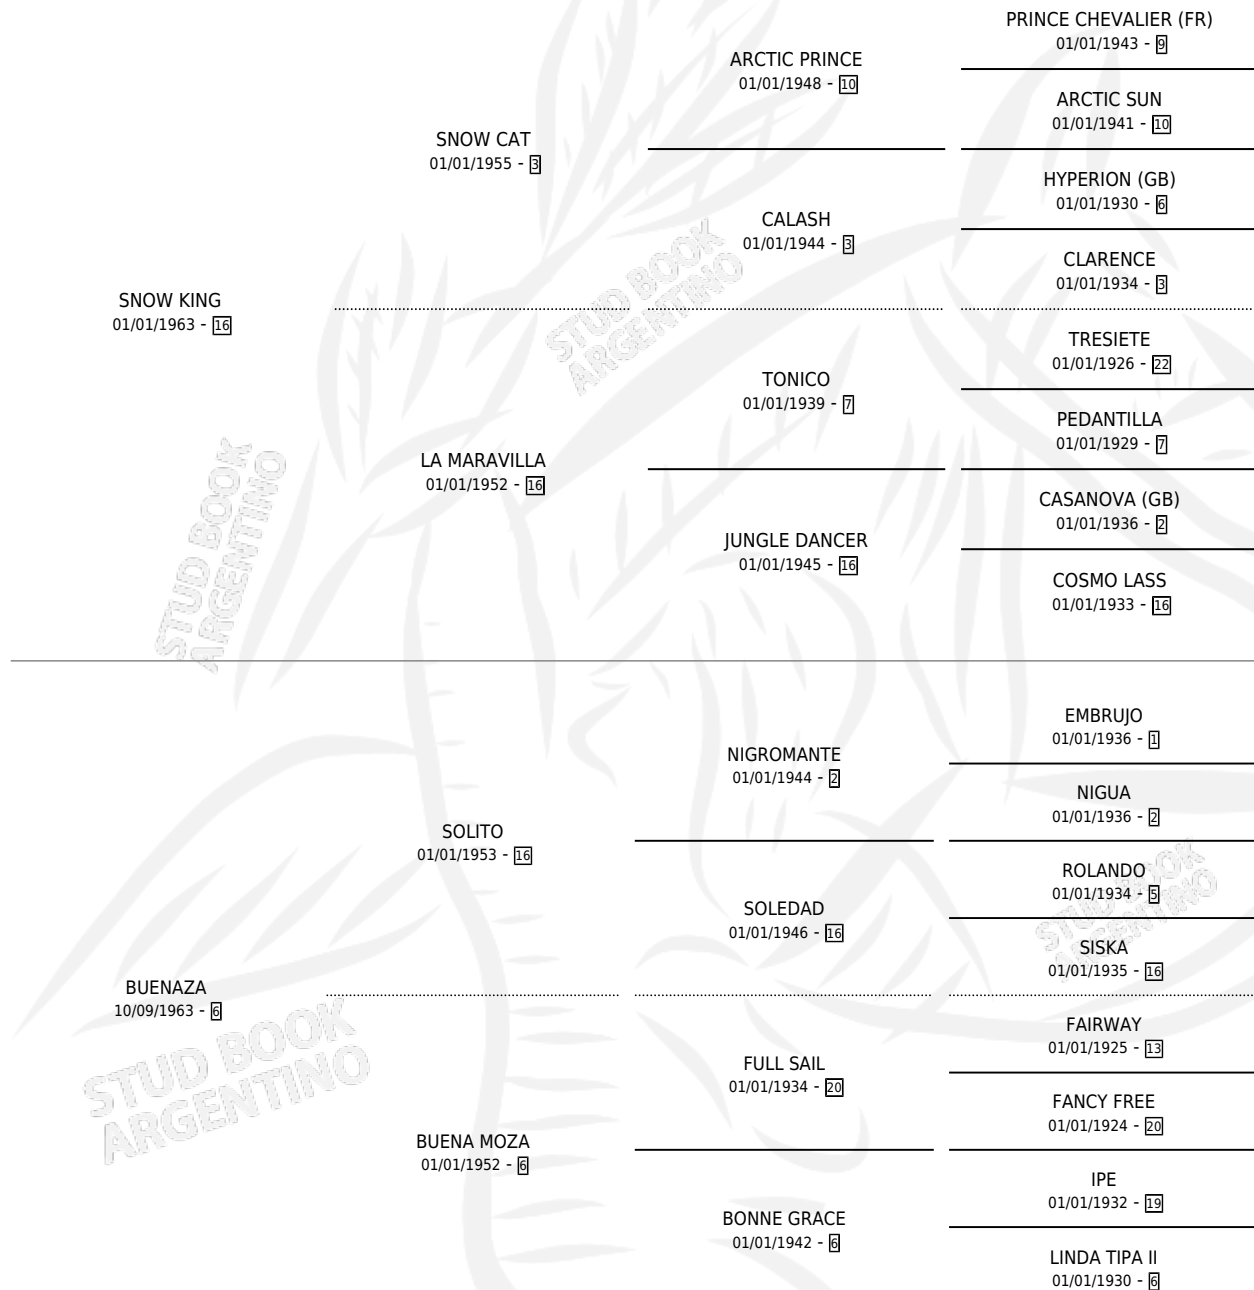 PRINCE CHEVALIER (FR)
01/01/1943 - 9
ARCTIC PRINCE
01/01/1948 - 10
ARCTIC SUN
01/01/1941 - 10
SNOW CAT
01/01/1955 - 3
HYPERION (GB)
01/01/1930 - 6
CALASH
01/01/1944 - 3
CLARENCE
01/01/1934 - 3
SNOW KING
01/01/1963 - 16
TRESIETE
01/01/1926 - 22
TONICO
01/01/1939 - 7
PEDANTILLA
01/01/1929 - 7
LA MARAVILLA
01/01/1952 - 16
CASANOVA (GB)
01/01/1936 - 2
JUNGLE DANCER
01/01/1945 - 16
COSMO LASS
01/01/1933 - 16
EMBRUJO
01/01/1936 - 1
NIGROMANTE
01/01/1944 - 2
NIGUA
01/01/1936 - 2
SOLITO
01/01/1953 - 16
ROLANDO
01/01/1934 - 5
SOLEDAD
01/01/1946 - 16
SISKA
01/01/1935 - 16
BUENAZA
10/09/1963 - 6
FAIRWAY
01/01/1925 - 13
FULL SAIL
01/01/1934 - 20
FANCY FREE
01/01/1924 - 20
BUENA MOZA
01/01/1952 - 6
IPE
01/01/1932 - 19
BONNE GRACE
01/01/1942 - 6
LINDA TIPA II
01/01/1930 - 6
STUD BOOK
ARGENTINO
STUD BOOK
ARGENTINO
STUD BOOK
ARGENTINO
STUD BOOK
ARGENTINO